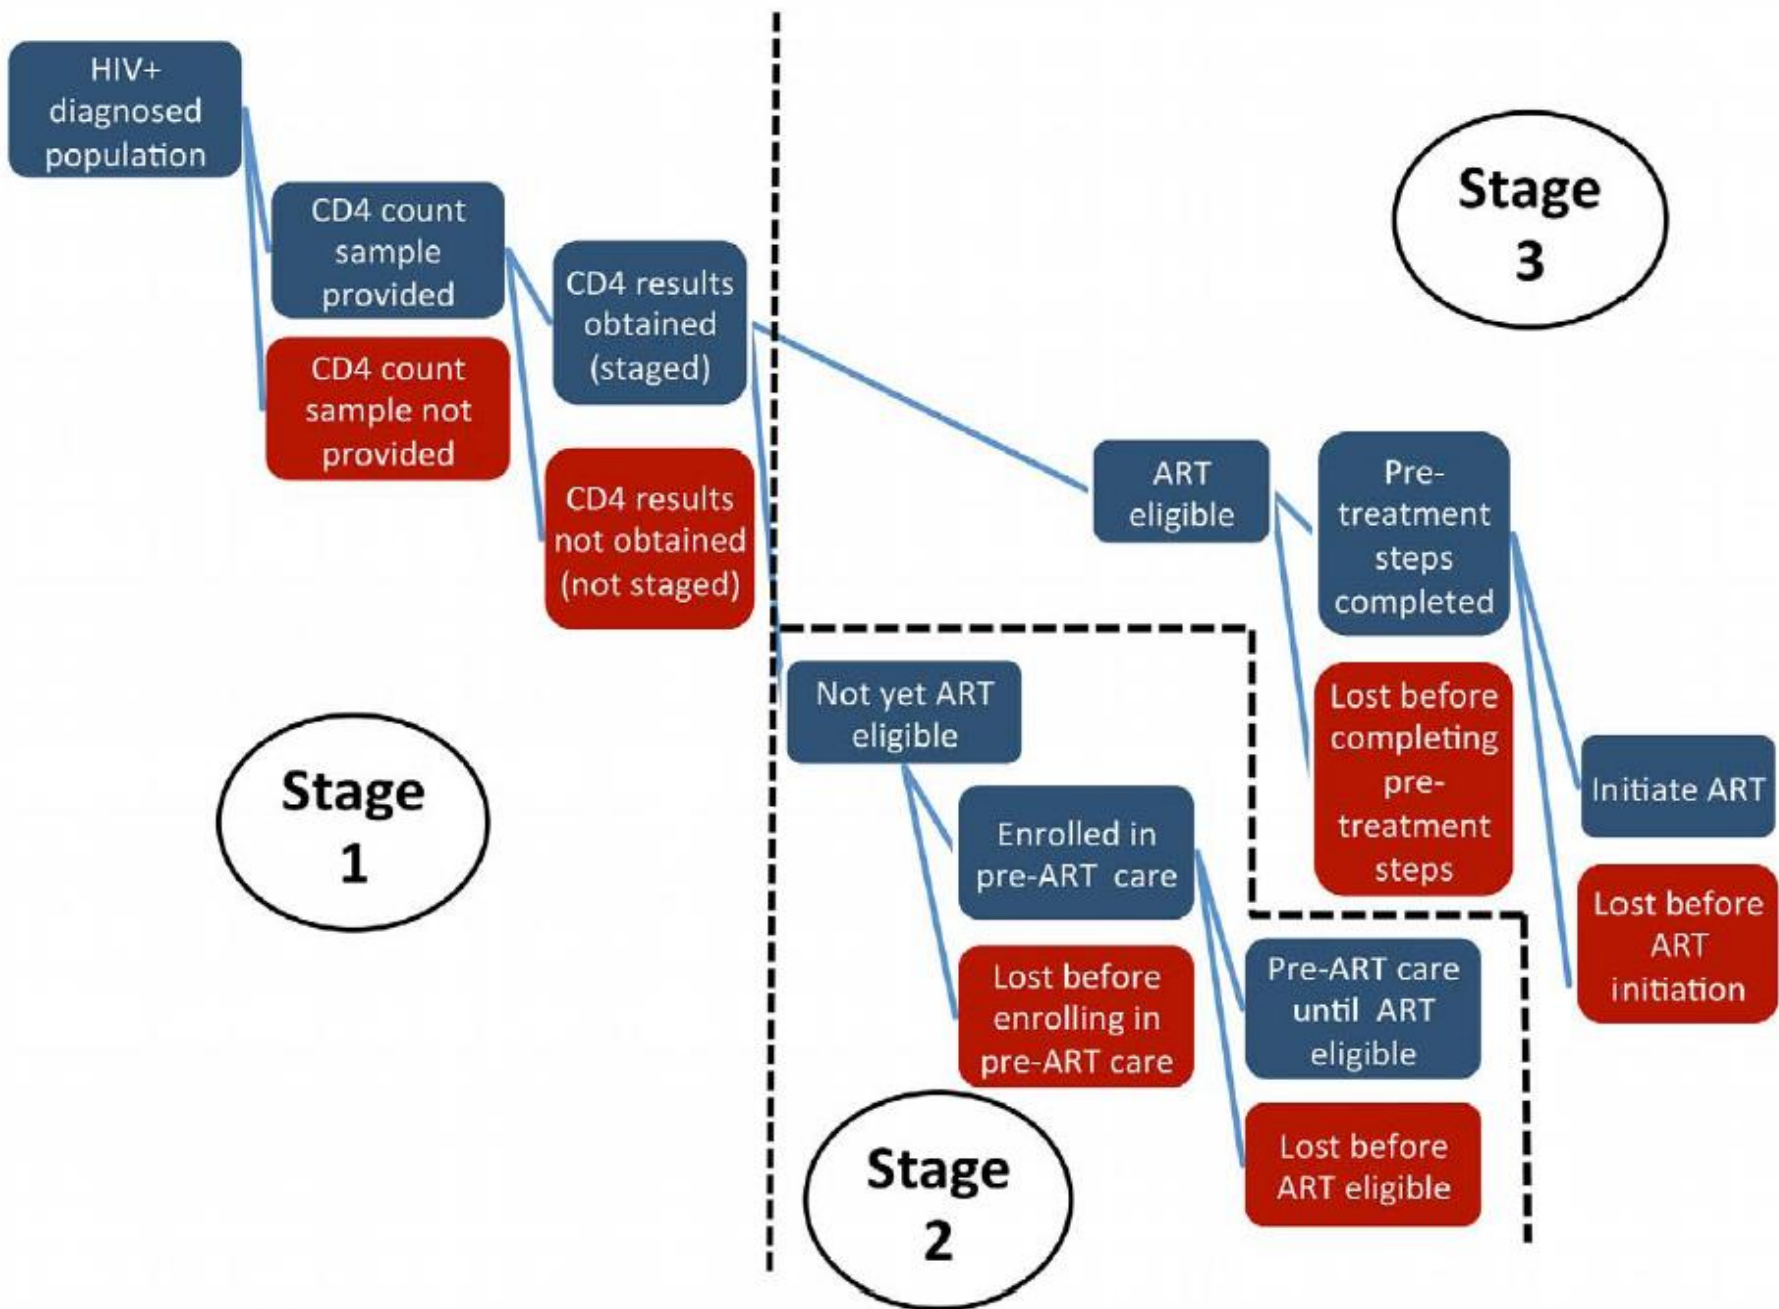 HIV+
diagnosed
population
CD4 count
sample
provided
CD4 count
sample not
provided
CD4 results
obtained
(staged)
CD4 results
not obtained
(not staged)
Stage
1
Not yet ART
eligible
Enrolled in
pre-ART care
Lost before
enrolling in
pre-ART care
Pre-ART care
until ART
eligible
Lost before
ART eligible
Stage
2
Stage
3
ART
eligible
Pre-
treatment
steps
completed
Lost before
completing
pre-
treatment
steps
Initiate ART
Lost before
ART
initiation